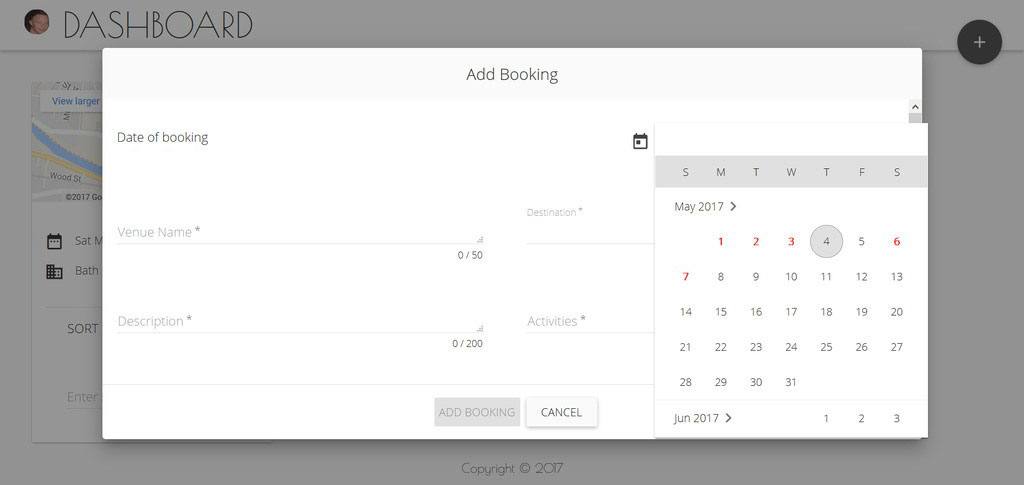 DASHBOARD
View larger
Wood St
©2017 Go
Sat M
Bath
SORT
Enter
Add Booking
Date of booking
Venue Name *
0 / 50
Destination *
Description *
0 / 200
Activities *
ADD BOOKING CANCEL
S M T W T F S
May 2017
1 2 3 4 5 6
7 8 9 10 11 12 13
14 15 16 17 18 19 20
21 22 23 24 25 26 27
28 29 30 31
Jun 2017 1 2 3
Copyright © 2017